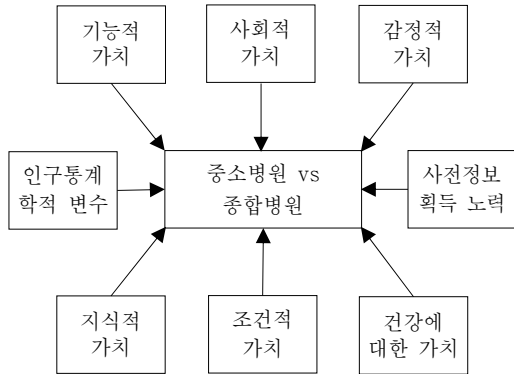 기능적
가치
사회적
가치
감정적
가치
인구통계
학적 변수
중소병원 vs
종합병원
사전정보
획득 노력
지식적
가치
조건적
가치
건강에
대한 가치